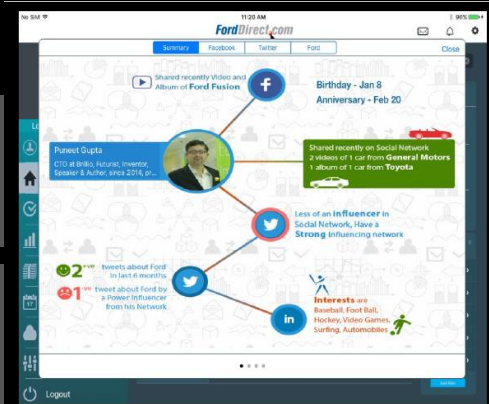 No SIM
11:20 AM
96%
FordDirect.com
Summary
Facebook
Twitter
Ford
Close
Shared recently Video and
Album of Ford Fusion
Birthday - Jan 8
Anniversary - Feb 20
Puneet Gupta
CTO at Brillio, Futurist, Inventor,
Speaker & Author, since 2014, pr...
Shared recently on Social Network
2 videos of 1 car from General Motors
1 album of 1 car from Toyota
Less of an influencer in
Social Network, Have a
Strong Influencing network
2 +ve tweets about Ford
in last 6 months
1 -ve tweet about Ford by
a Power Influencer
from his Network
in
Interests are
Baseball, Foot Ball,
Hockey, Video Games,
Surfing, Automobiles
17
Logout